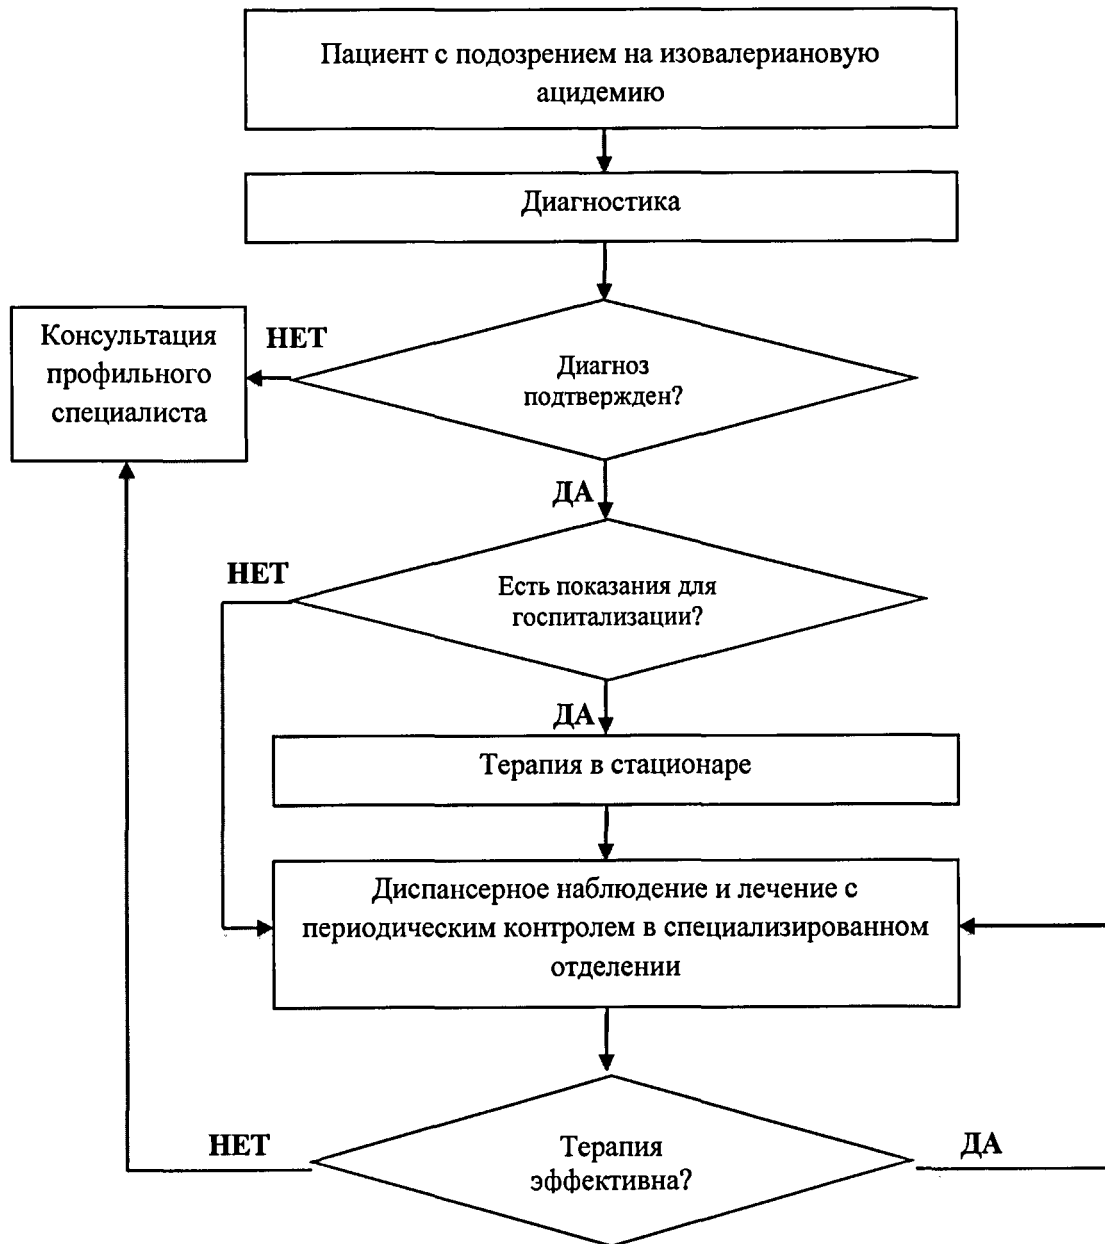 Пациент с подозрением на изовалериановую
ацидемию
Диагностика
Консультация
профильного
специалиста
НЕТ
Диагноз
подтвержден?
ДА
НЕТ
Есть показания для
госпитализации?
ДА
Терапия в стационаре
Диспансерное наблюдение и лечение с
периодическим контролем в специализированном
отделении
НЕТ
Терапия
эффективна?
ДА